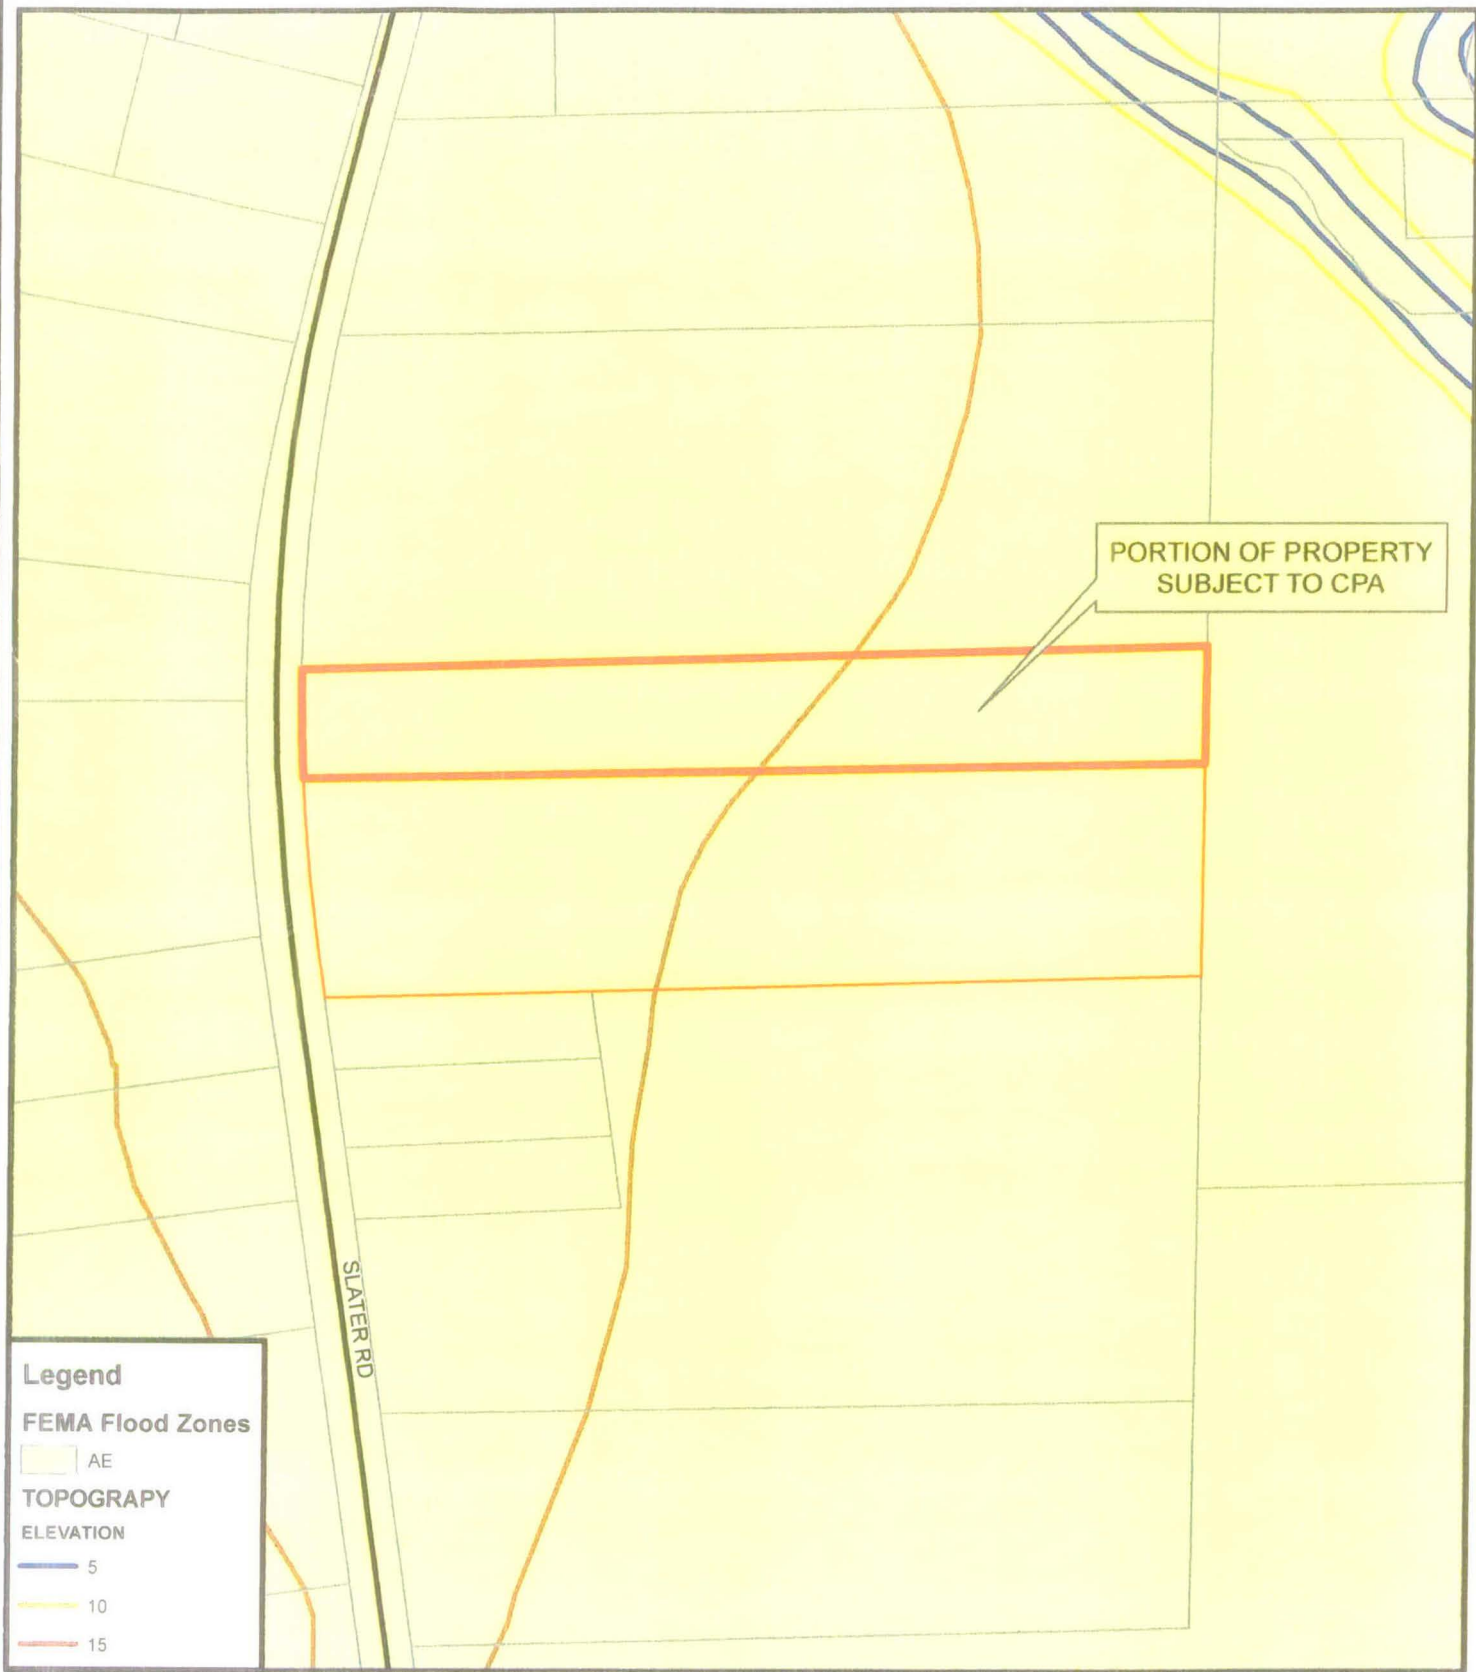 PORTION OF PROPERTY
SUBJECT TO CPA
SLATER RD
Legend
FEMA Flood Zones
AE
TOPOGRAPY
ELEVATION
5
10
15